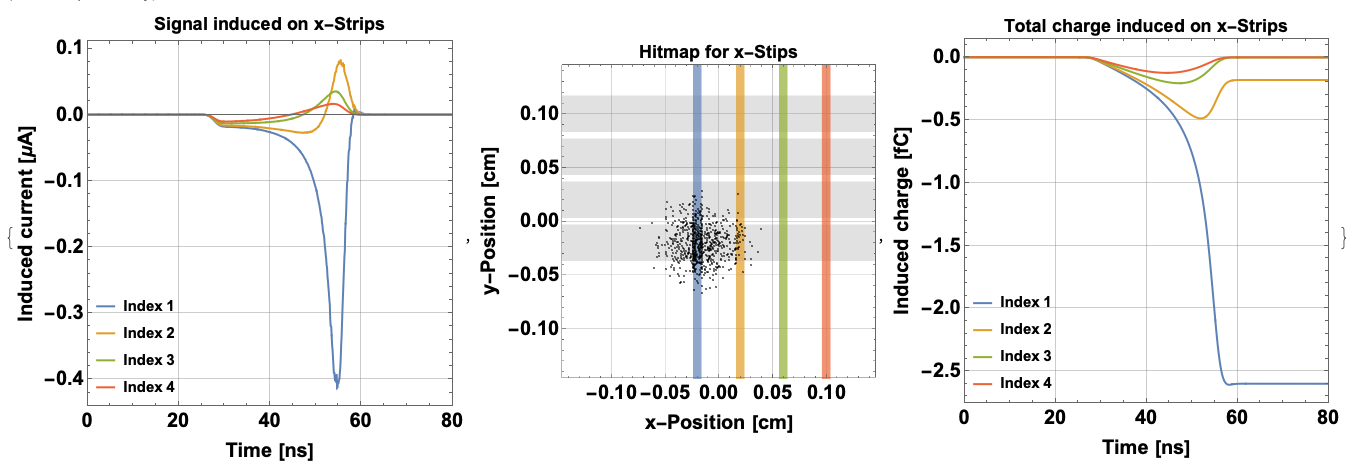 Signal induced on x-Strips
0.1
0.0
-0.1
-0.2
-0.3
-0.4
Induced current [μA]
0 20 40 60 80
Time [ns]
Index 1
Index 2
Index 3
Index 4
{
,
Hitmap for x-Stips
0.10
0.05
0.00
-0.05
-0.10
y-Position [cm]
-0.10 -0.05 0.00 0.05 0.10
x-Position [cm]
,
Total charge induced on x-Strips
0.0
-0.5
-1.0
-1.5
-2.0
-2.5
Induced charge [fC]
0 20 40 60 80
Time [ns]
Index 1
Index 2
Index 3
Index 4
}